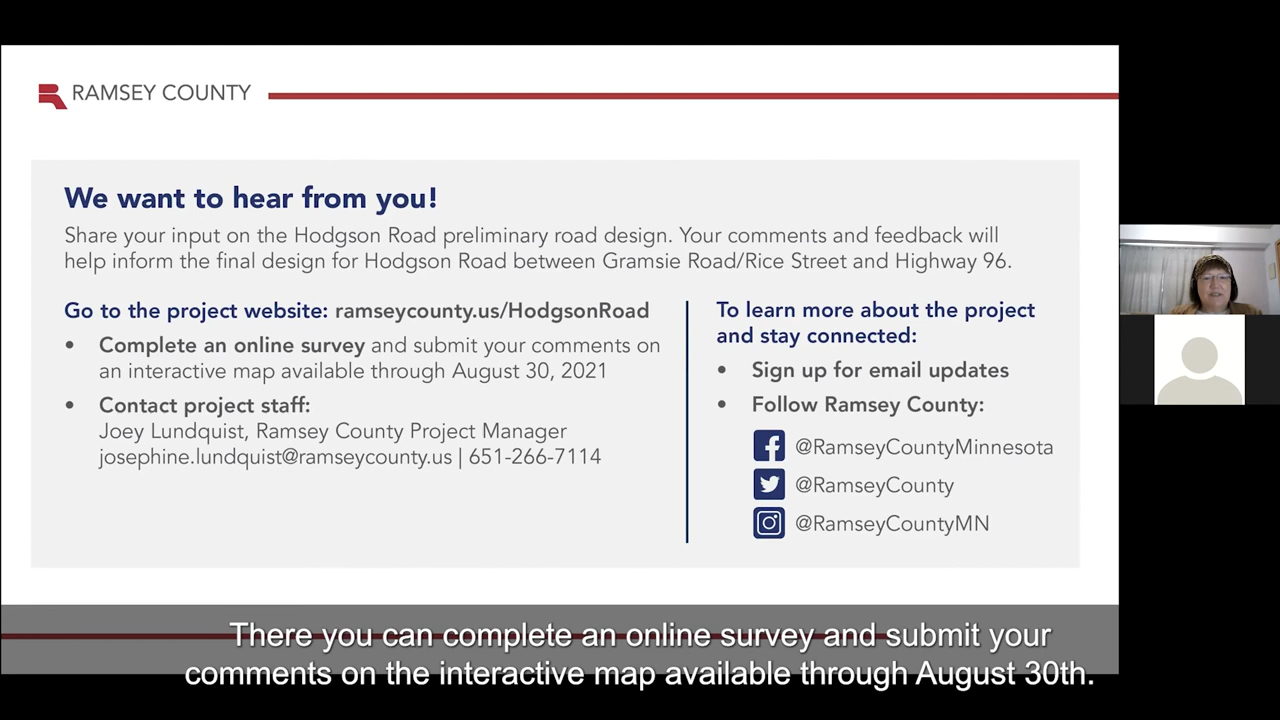 RAMSEY COUNTY
We want to hear from you!
Share your input on the Hodgson Road preliminary road design. Your comments and feedback will
help inform the final design for Hodgson Road between Gramsie Road/Rice Street and Highway 96.
Go to the project website: ramseycounty.us/HodgsonRoad
• Complete an online survey and submit your comments on
an interactive map available through August 30, 2021
• Contact project staff:
Joey Lundquist, Ramsey County Project Manager
josephine.lundquist@ramseycounty.us | 651-266-7114
To learn more about the project
and stay connected:
• Sign up for email updates
• Follow Ramsey County:
@RamseyCountyMinnesota
@RamseyCounty
@RamseyCountyMN
There you can complete an online survey and submit your
comments on the interactive map available through August 30th.